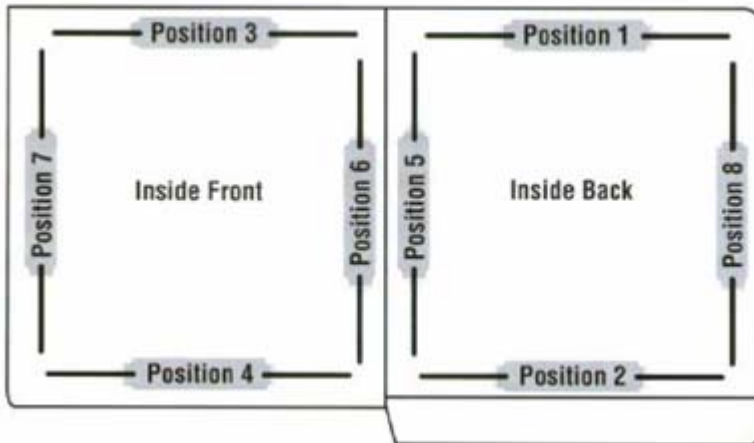 Position 3
Position 1
Position 7
Inside Front
Position 6
Position 5
Inside Back
Position 8
Position 4
Position 2